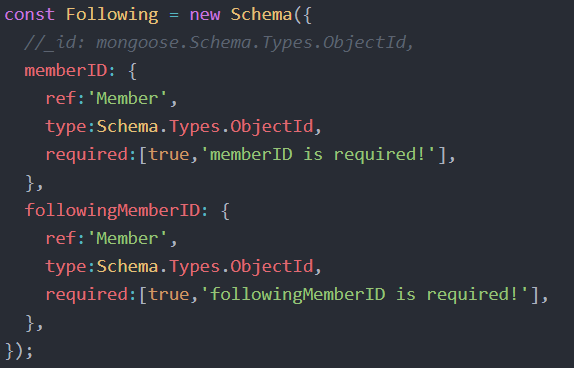 const Following = new Schema({
  //_id: mongoose.Schema.Types.ObjectId,
  memberID: {
    ref:'Member',
    type:Schema.Types.ObjectId,
    required:[true,'memberID is required!'],
  },
  followingMemberID: {
    ref:'Member',
    type:Schema.Types.ObjectId,
    required:[true,'followingMemberID is required!'],
  },
});